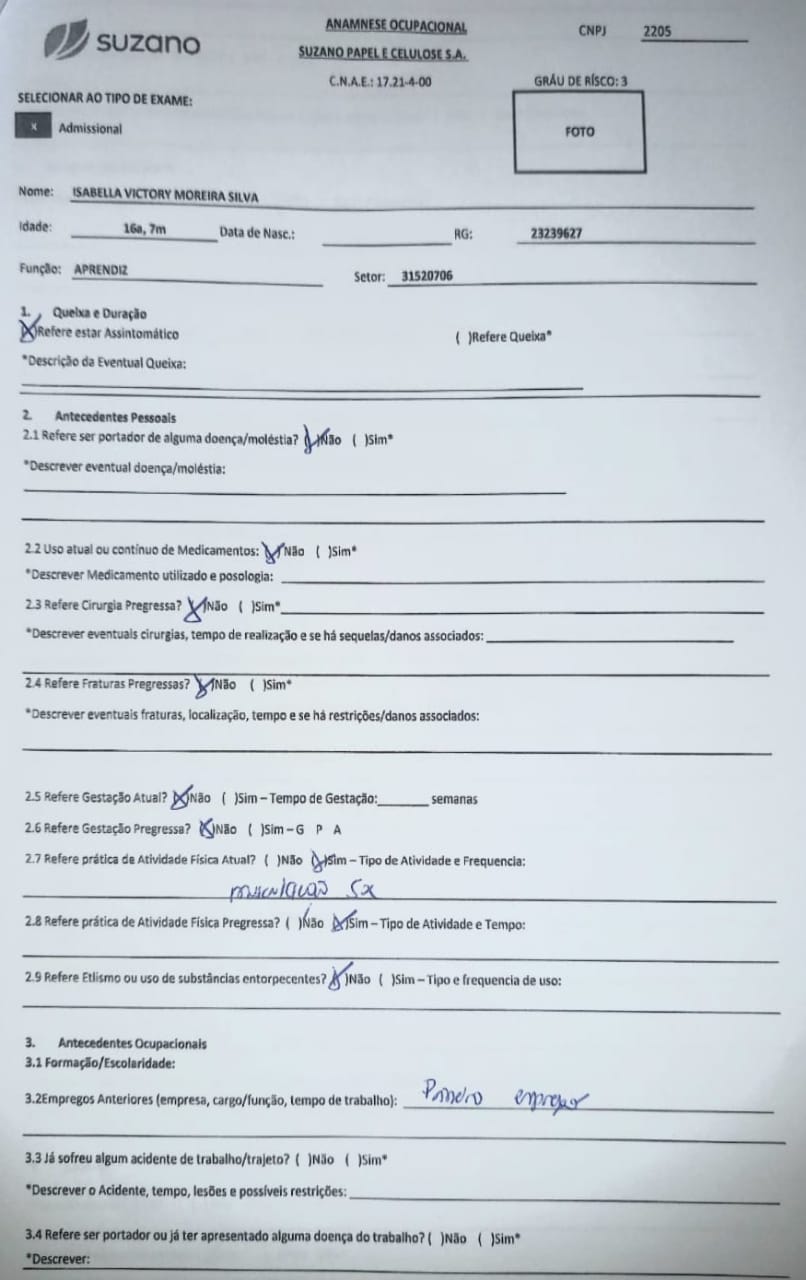 suzano
ANAMNESE OCUPACIONAL
SUZANO PAPEL E CELULOSE S.A.
C.N.A.E.: 17.21-4-00
CNPJ 2205
GRÁU DE RÍSCO: 3
SELECIONAR AO TIPO DE EXAME:
x Admissional
FOTO
Nome: ISABELLA VICTORY MOREIRA SILVA
Idade: 16a, 7m Data de Nasc.: RG: 23239627
Função: APRENDIZ Setor: 31520706
1. Queixa e Duração
(X)Refere estar Assintomático ( )Refere Queixa*
*Descrição da Eventual Queixa:
2. Antecedentes Pessoais
2.1 Refere ser portador de alguma doença/moléstia? (X)Não ( )Sim*
*Descrever eventual doença/moléstia:
2.2 Uso atual ou contínuo de Medicamentos: (X)Não ( )Sim*
*Descrever Medicamento utilizado e posologia:
2.3 Refere Cirurgia Pregressa? (X)Não ( )Sim*
*Descrever eventuais cirurgias, tempo de realização e se há sequelas/danos associados:
2.4 Refere Fraturas Pregressas? (X)Não ( )Sim*
*Descrever eventuais fraturas, localização, tempo e se há restrições/danos associados:
2.5 Refere Gestação Atual? (X)Não ( )Sim – Tempo de Gestação:______ semanas
2.6 Refere Gestação Pregressa? (X)Não ( )Sim – G P A
2.7 Refere prática de Atividade Física Atual? ( )Não (X)Sim – Tipo de Atividade e Frequencia:
musculação 5x
2.8 Refere prática de Atividade Física Pregressa? ( )Não (X)Sim – Tipo de Atividade e Tempo:
2.9 Refere Etlismo ou uso de substâncias entorpecentes? (X)Não ( )Sim – Tipo e frequencia de uso:
3. Antecedentes Ocupacionais
3.1 Formação/Escolaridade:
3.2Empregos Anteriores (empresa, cargo/função, tempo de trabalho): Primeiro emprego
3.3 Já sofreu algum acidente de trabalho/trajeto? ( )Não ( )Sim*
*Descrever o Acidente, tempo, lesões e possíveis restrições:
3.4 Refere ser portador ou já ter apresentado alguma doença do trabalho? ( )Não ( )Sim*
*Descrever: